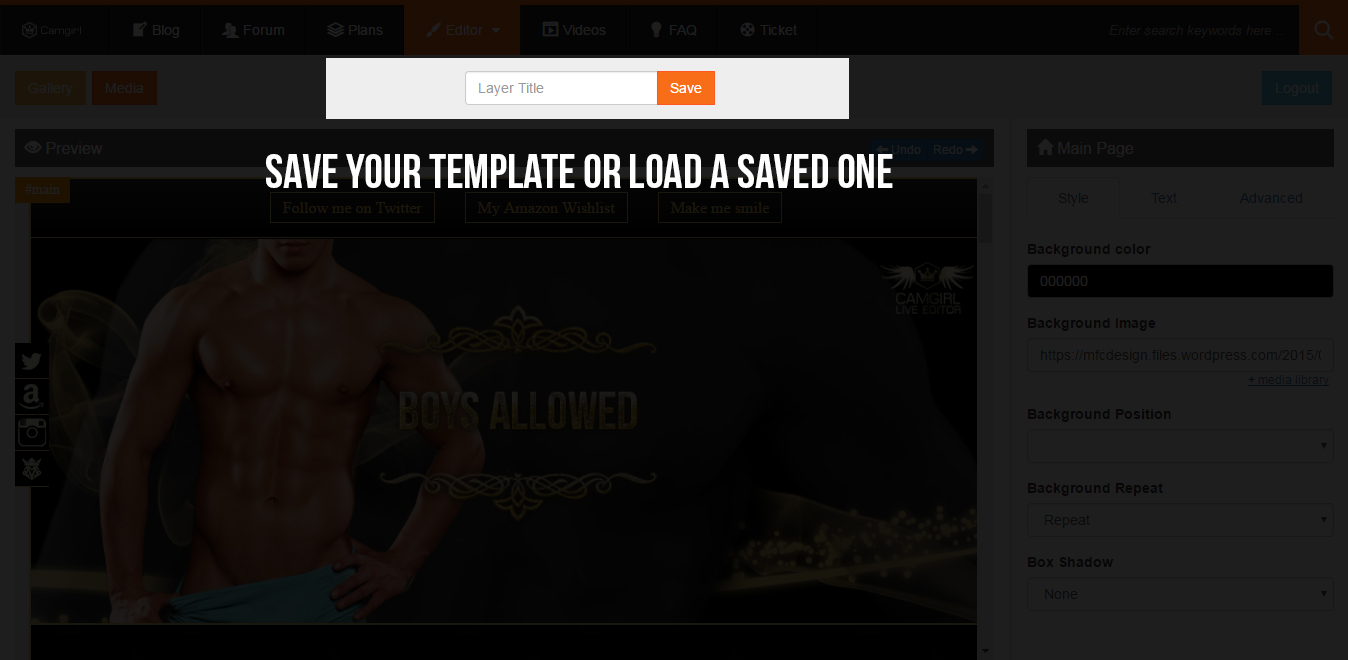 Camgirl
Blog
Forum
Plans
Editor
Videos
FAQ
Ticket
Enter search keywords here...
Gallery
Media
Layer Title
Save
Logout
Preview
Undo
Redo
Main Page
SAVE YOUR TEMPLATE OR LOAD A SAVED ONE
#main
Follow me on Twitter
My Amazon Wishlist
Make me smile
Style
Text
Advanced
Background color
000000
CAMGIRL
LIVE EDITOR
Background Image
https://mfcdesign.files.wordpress.com/2015/0
+ media library
BOYS ALLOWED
Background Position
Background Repeat
Repeat
Box Shadow
None